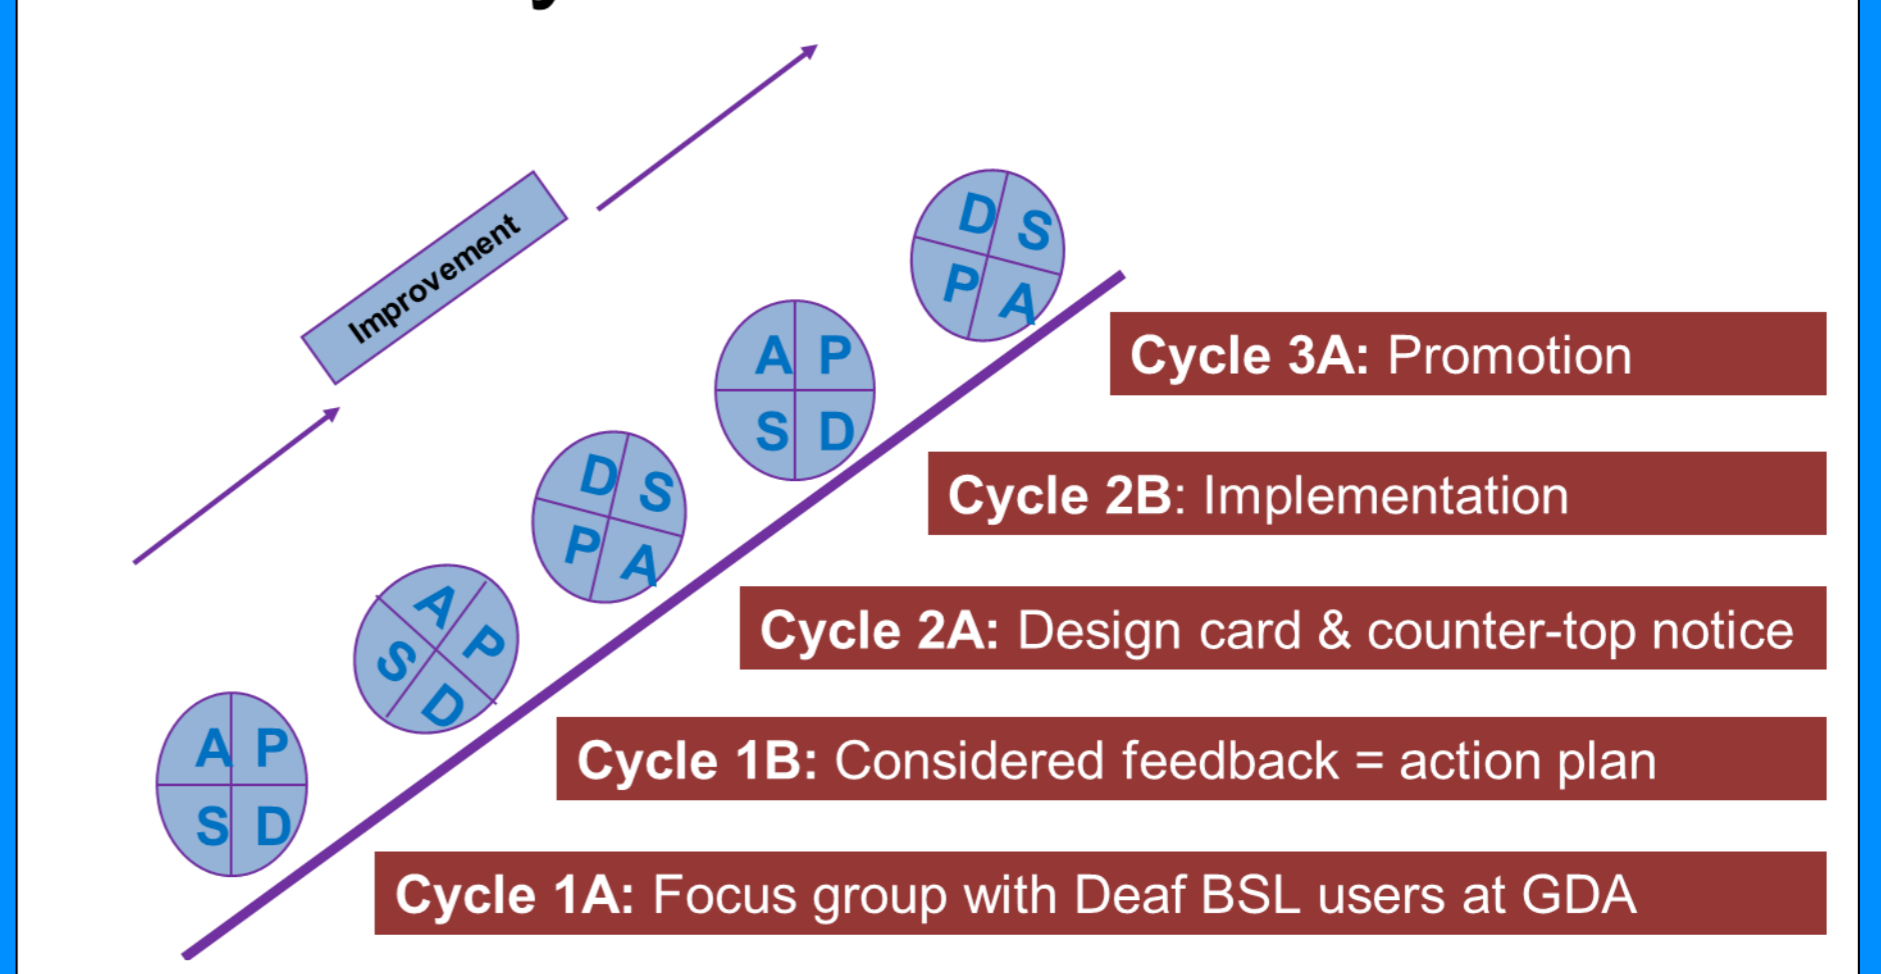 Improvement
D S
P A
A P
S D
D S
P A
A P
S D
A P
S D
Cycle 3A: Promotion
Cycle 2B: Implementation
Cycle 2A: Design card & counter-top notice
Cycle 1B: Considered feedback = action plan
Cycle 1A: Focus group with Deaf BSL users at GDA